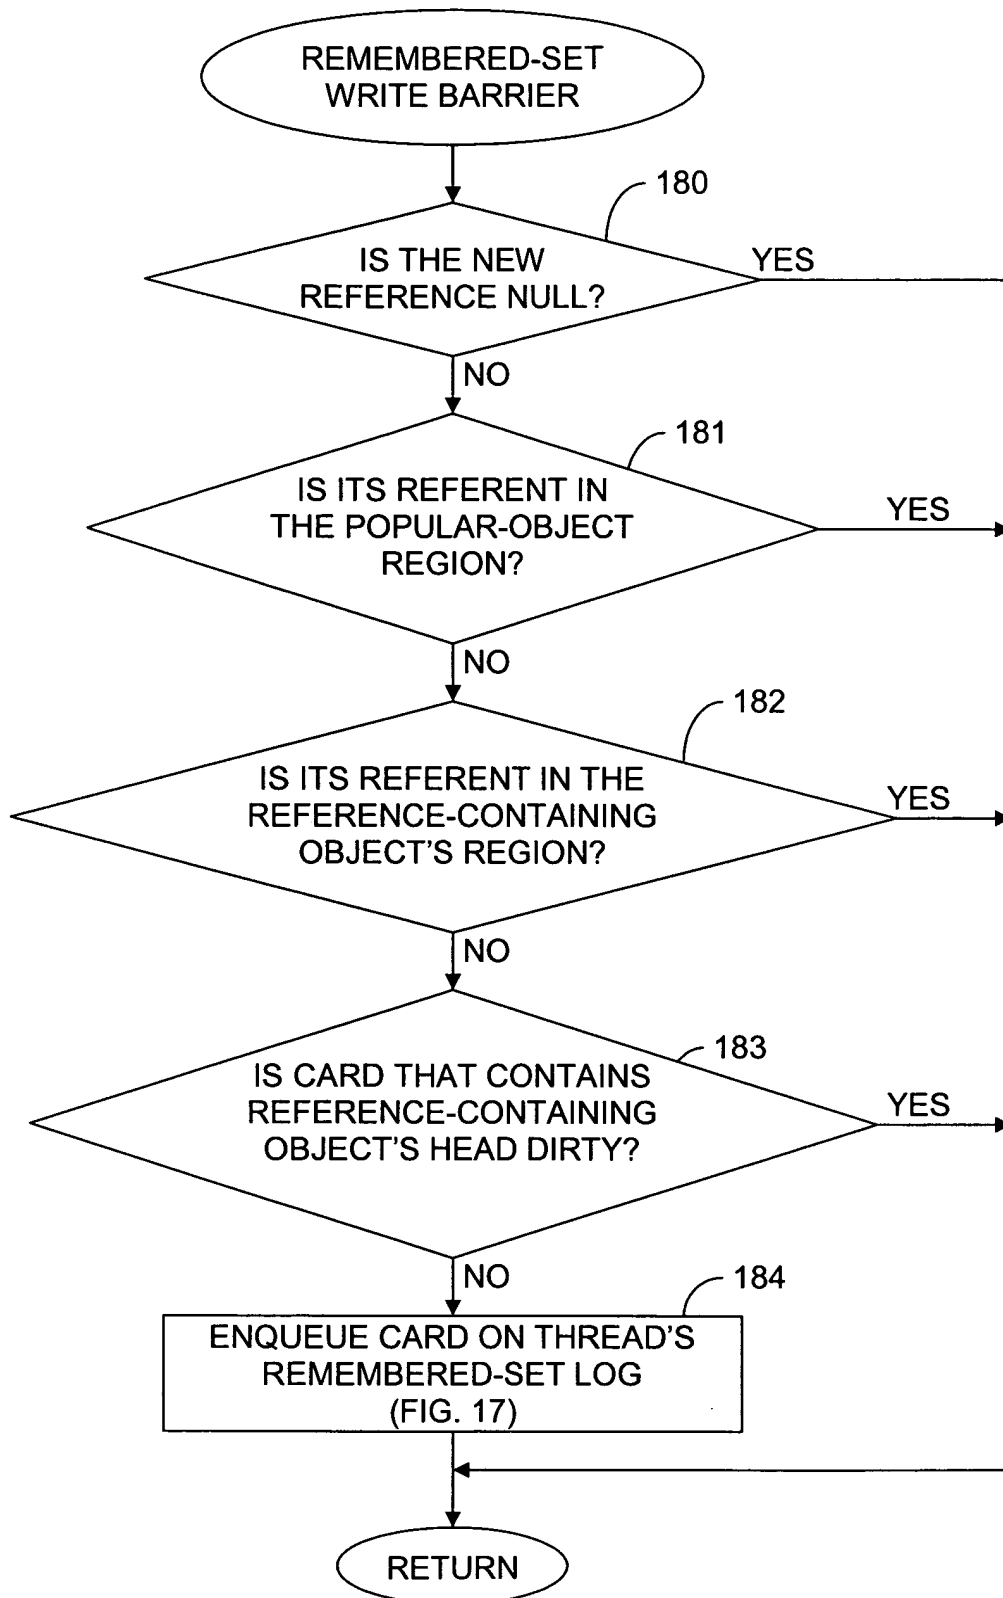 REMEMBERED-SET
WRITE BARRIER
180
IS THE NEW
REFERENCE NULL?
YES
NO
181
IS ITS REFERENT IN
THE POPULAR-OBJECT
REGION?
YES
NO
182
IS ITS REFERENT IN THE
REFERENCE-CONTAINING
OBJECT'S REGION?
YES
NO
183
IS CARD THAT CONTAINS
REFERENCE-CONTAINING
OBJECT'S HEAD DIRTY?
YES
NO
184
ENQUEUE CARD ON THREAD'S
REMEMBERED-SET LOG
(FIG. 17)
RETURN